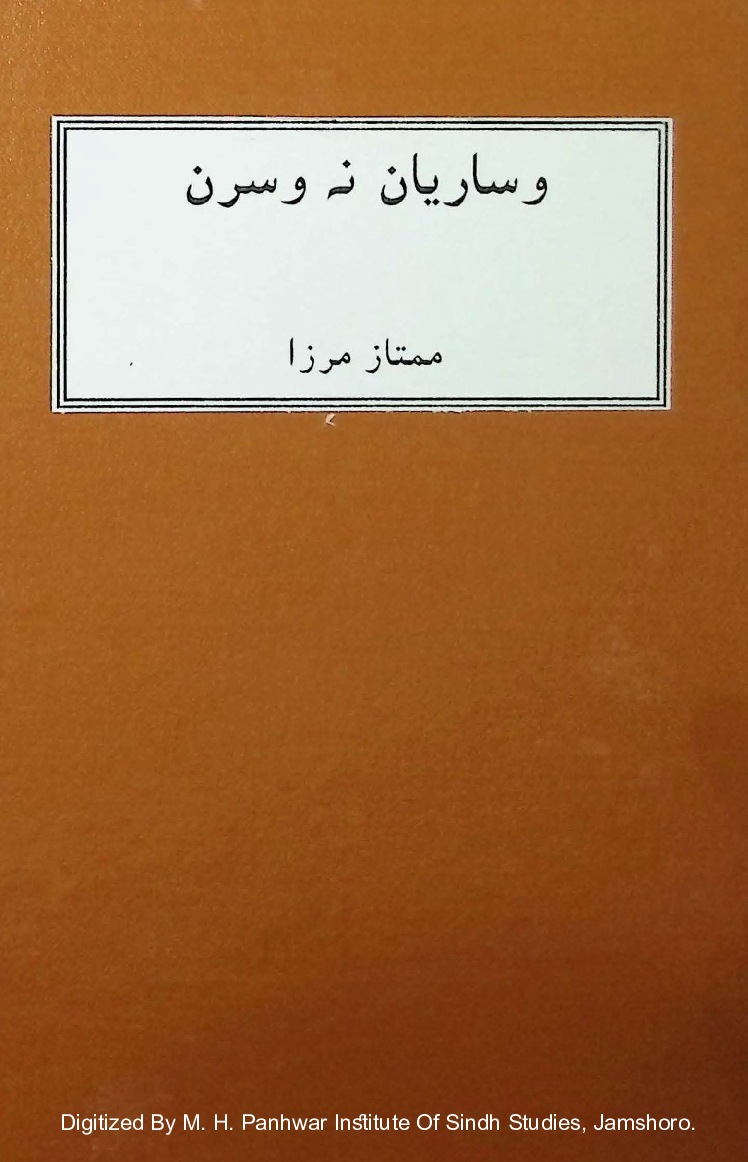 وساريان نہ وسرن
ممتاز مرزا
Digitized By M. H. Panhwar Institute Of Sindh Studies, Jamshoro.